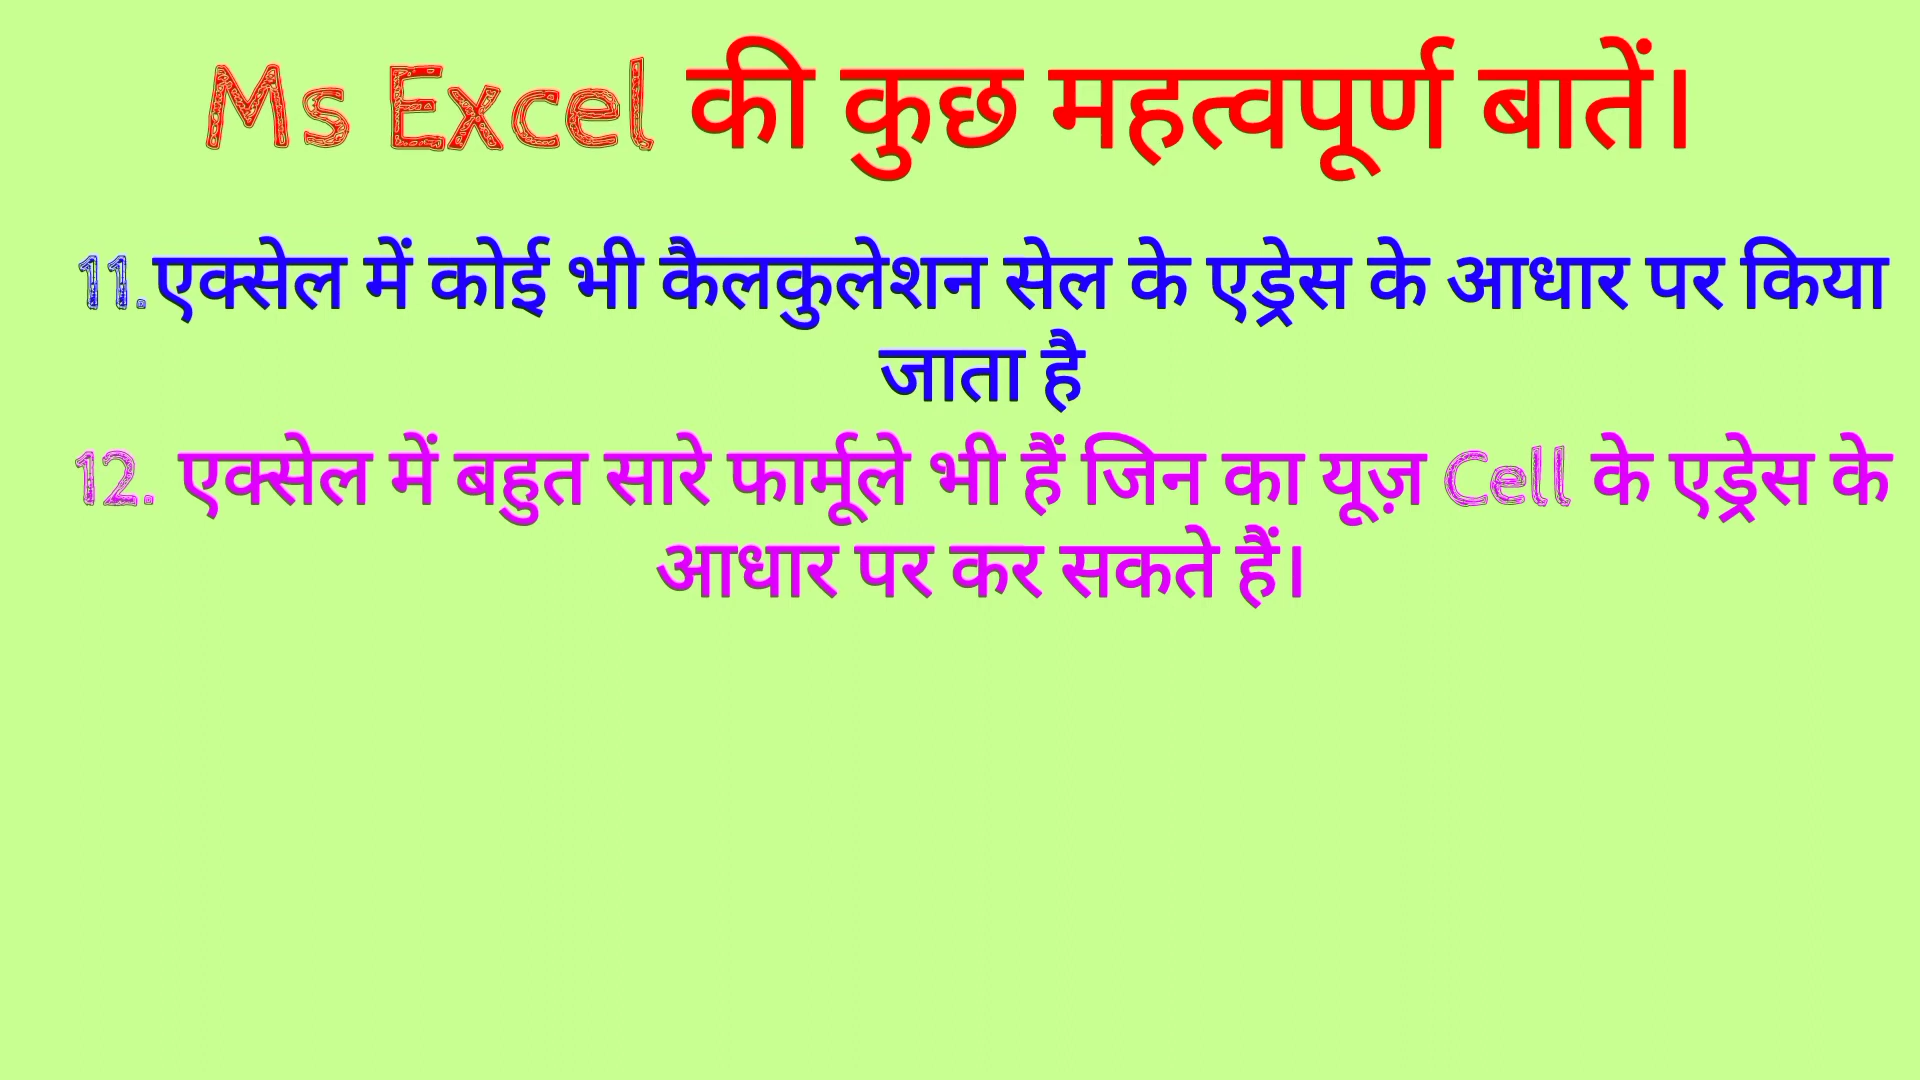 Ms Excel की कुछ महत्वपूर्ण बातें।
11.एक्सेल में कोई भी कैलकुलेशन सेल के एड्रेस के आधार पर किया
जाता है
12. एक्सेल में बहुत सारे फार्मूले भी हैं जिन का यूज़ Cell के एड्रेस के
आधार पर कर सकते हैं।